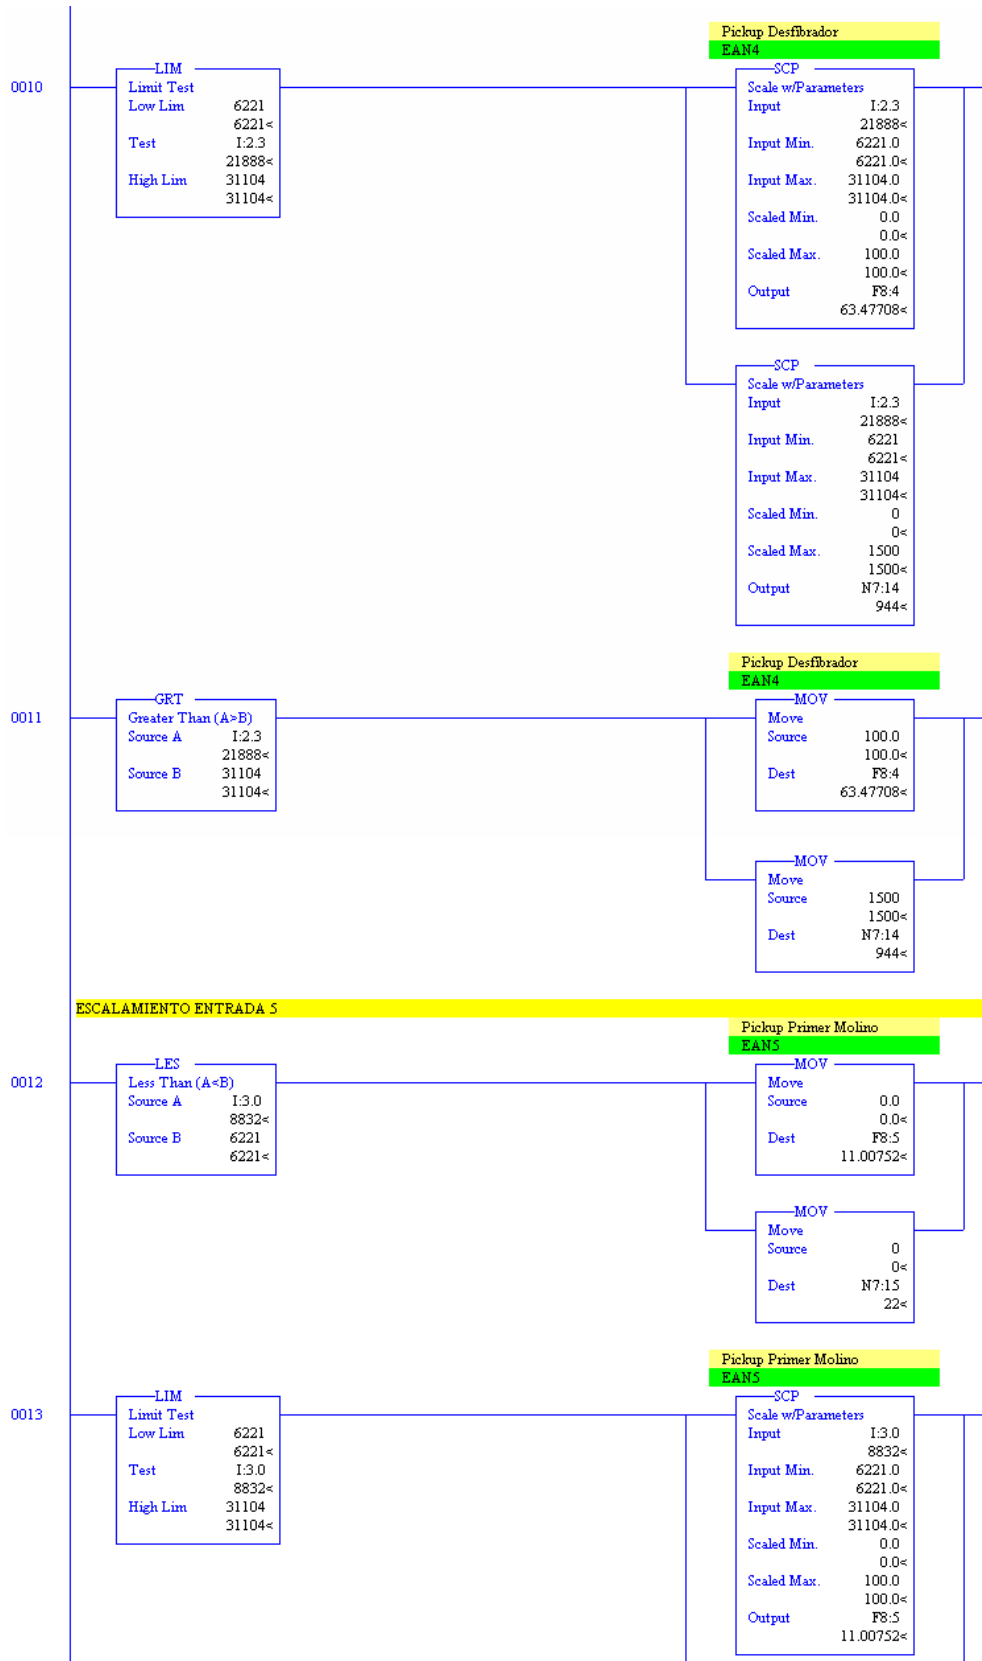 Pickup Desfibrador
EAN4
0010
LIM
Limit Test
Low Lim 6221
6221<
Test I:2.3
21888<
High Lim 31104
31104<
SCP
Scale w/Parameters
Input I:2.3
21888<
Input Min. 6221.0
6221.0<
Input Max. 31104.0
31104.0<
Scaled Min. 0.0
0.0<
Scaled Max. 100.0
100.0<
Output F8:4
63.47708<
SCP
Scale w/Parameters
Input I:2.3
21888<
Input Min. 6221
6221<
Input Max. 31104
31104<
Scaled Min. 0
0<
Scaled Max. 1500
1500<
Output N7:14
944<
Pickup Desfibrador
EAN4
0011
GRT
Greater Than (A>B)
Source A I:2.3
21888<
Source B 31104
31104<
MOV
Move
Source 100.0
100.0<
Dest F8:4
63.47708<
MOV
Move
Source 1500
1500<
Dest N7:14
944<
ESCALAMIENTO ENTRADA 5
Pickup Primer Molino
EAN5
0012
LES
Less Than (A<B)
Source A I:3.0
8832<
Source B 6221
6221<
MOV
Move
Source 0.0
0.0<
Dest F8:5
11.00752<
MOV
Move
Source 0
0<
Dest N7:15
22<
Pickup Primer Molino
EAN5
0013
LIM
Limit Test
Low Lim 6221
6221<
Test I:3.0
8832<
High Lim 31104
31104<
SCP
Scale w/Parameters
Input I:3.0
8832<
Input Min. 6221.0
6221.0<
Input Max. 31104.0
31104.0<
Scaled Min. 0.0
0.0<
Scaled Max. 100.0
100.0<
Output F8:5
11.00752<